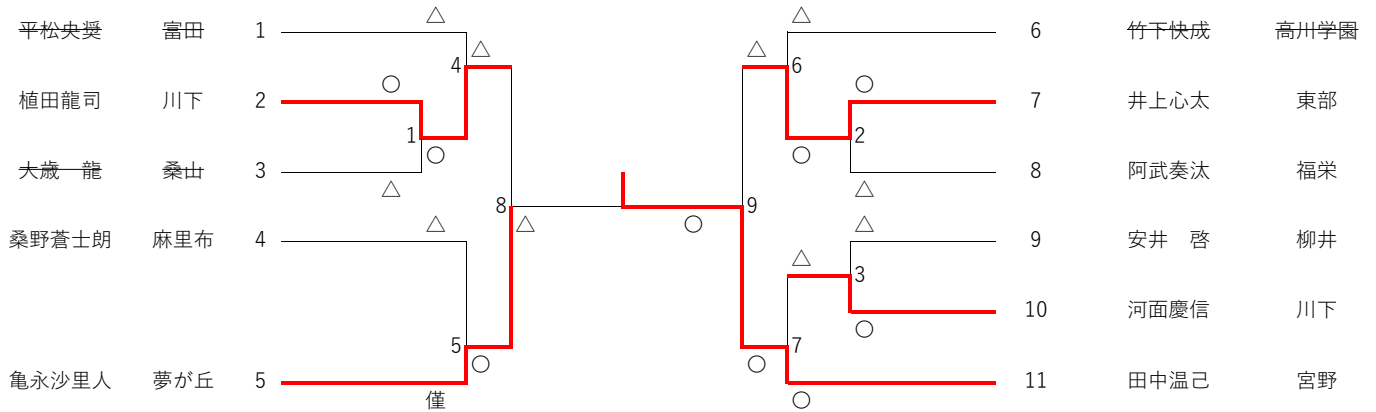 平松央奨 富田 1 △ △ 6 竹下快成 高川学園
4 △ △ 6
植田龍司 川下 2 ○ ○ 7 井上心太 東部
1 ○ ○ 2
大歳 龍 桑山 3 △ △ 8 阿武奏汰 福栄
8 △ ○ 9
桑野蒼士朗 麻里布 4 △ △ 9 安井 啓 柳井
△ 3
○ 10 河面慶信 川下
5 ○ ○ 7
亀永沙里人 夢が丘 5 僅 ○ 11 田中温己 宮野